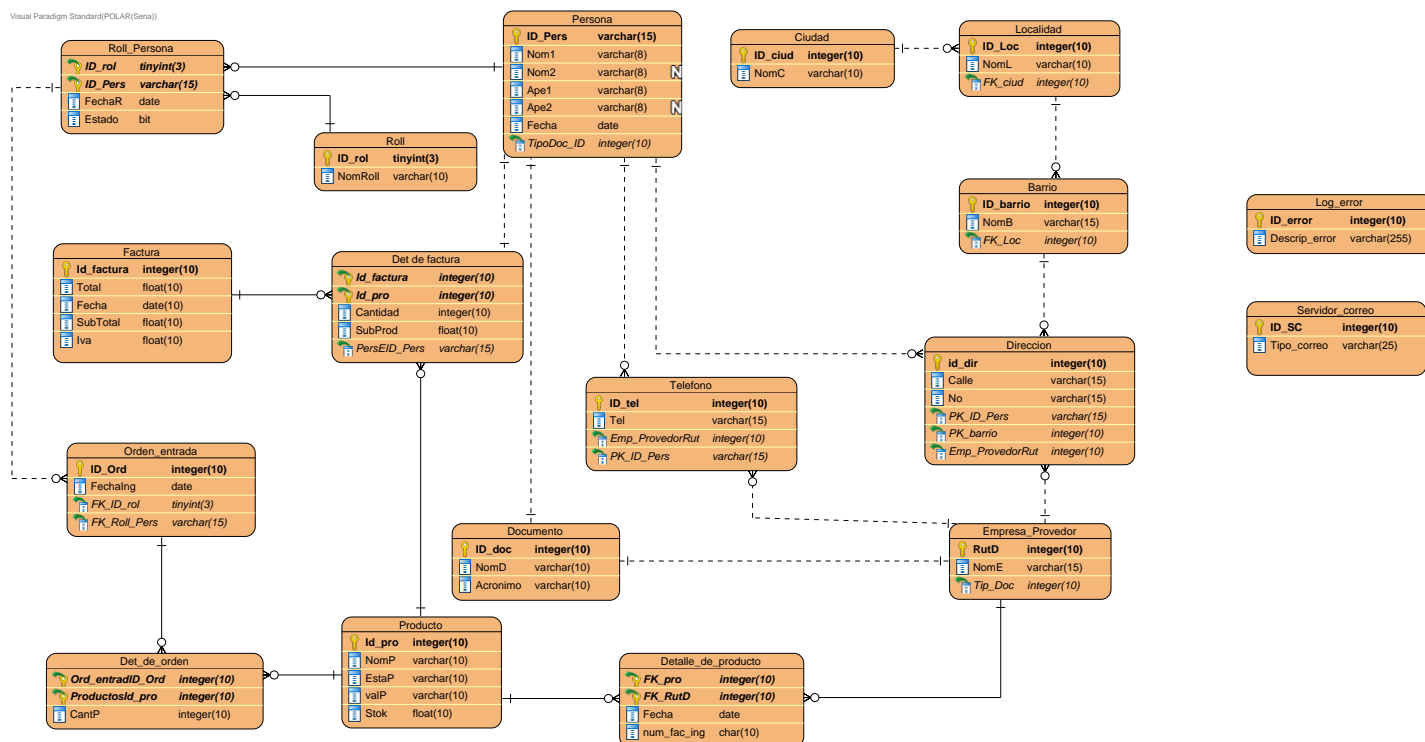 Visual Paradigm Standard(POLAR(Sena))
Persona
ID_Pers varchar(15)
Nom1 varchar(8)
Nom2 varchar(8) N
Ape1 varchar(8)
Ape2 varchar(8) N
Fecha date
TipoDoc_ID integer(10)
Roll_Persona
ID_rol tinyint(3)
ID_Pers varchar(15)
FechaR date
Estado bit
Roll
ID_rol tinyint(3)
NomRoll varchar(10)
Ciudad
ID_ciud integer(10)
NomC varchar(10)
Localidad
ID_Loc integer(10)
NomL varchar(10)
FK_ciud integer(10)
Barrio
ID_barrio integer(10)
NomB varchar(15)
FK_Loc integer(10)
Log_error
ID_error integer(10)
Descrip_error varchar(255)
Factura
Id_factura integer(10)
Total float(10)
Fecha date(10)
SubTotal float(10)
Iva float(10)
Det de factura
Id_factura integer(10)
Id_pro integer(10)
Cantidad integer(10)
SubProd float(10)
PersEID_Pers varchar(15)
Servidor_correo
ID_SC integer(10)
Tipo_correo varchar(25)
Direccion
id_dir integer(10)
Calle varchar(15)
No varchar(15)
PK_ID_Pers varchar(15)
PK_barrio integer(10)
Emp_ProvedorRut integer(10)
Telefono
ID_tel integer(10)
Tel varchar(15)
Emp_ProvedorRut integer(10)
PK_ID_Pers varchar(15)
Orden_entrada
ID_Ord integer(10)
FechaIng date
FK_ID_rol tinyint(3)
FK_Roll_Pers varchar(15)
Documento
ID_doc integer(10)
NomD varchar(10)
Acronimo varchar(10)
Empresa_Provedor
RutD integer(10)
NomE varchar(15)
Tip_Doc integer(10)
Producto
Id_pro integer(10)
NomP varchar(10)
EstaP varchar(10)
valP varchar(10)
Stok float(10)
Det_de_orden
Ord_entradID_Ord integer(10)
ProductosId_pro integer(10)
CantP integer(10)
Detalle_de_producto
FK_pro integer(10)
FK_RutD integer(10)
Fecha date
num_fac_ing char(10)